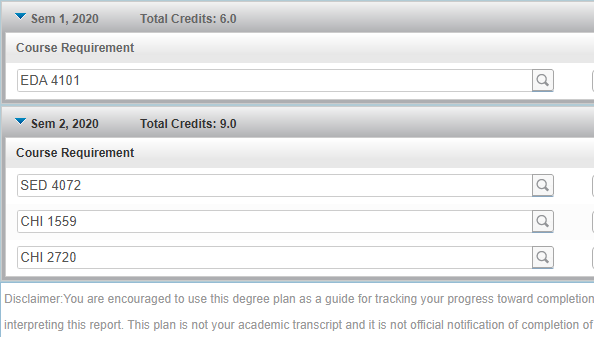 Sem 1, 2020 Total Credits: 6.0
Course Requirement
EDA 4101
Sem 2, 2020 Total Credits: 9.0
Course Requirement
SED 4072
CHI 1559
CHI 2720
Disclaimer:You are encouraged to use this degree plan as a guide for tracking your progress toward completion
interpreting this report. This plan is not your academic transcript and it is not official notification of completion of